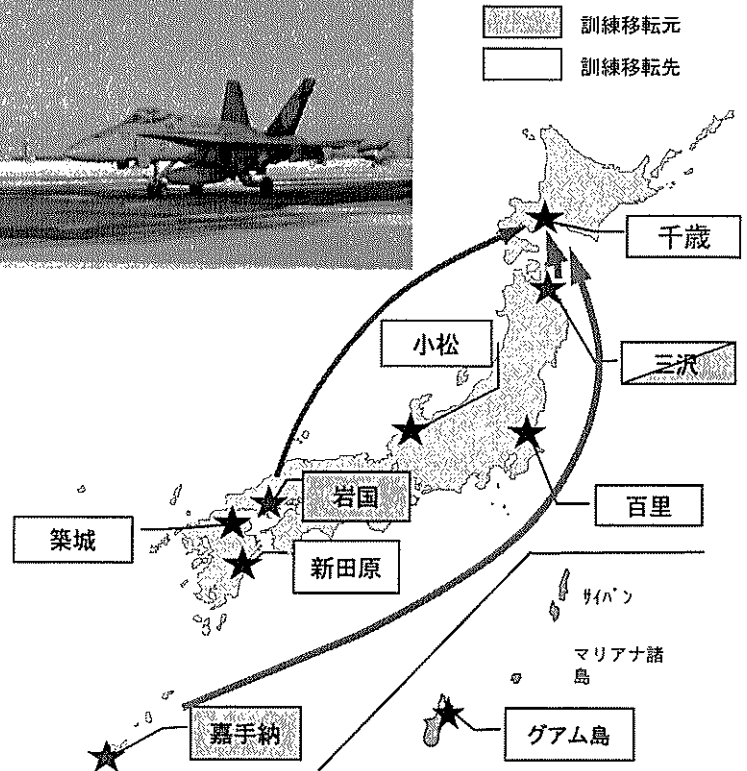 訓練移転元
訓練移転先
千歳
小松
三沢
岩国
百里
築城
新田原
サイパン
マリアナ諸
島
嘉手納
グアム島